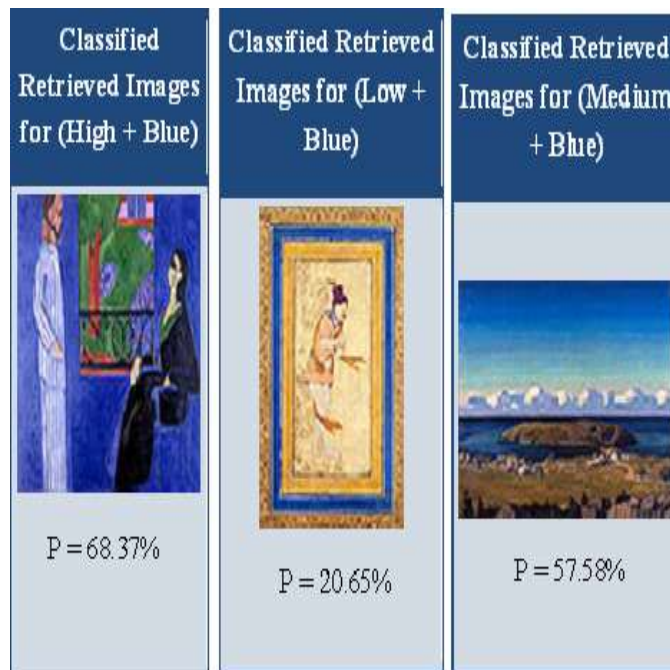 Classified
Retrieved Images
for (High + Blue)
P = 68.37%
Classified Retrieved
Images for (Low +
Blue)
P = 20.65%
Classified Retrieved
Images for (Medium
+ Blue)
P = 57.58%